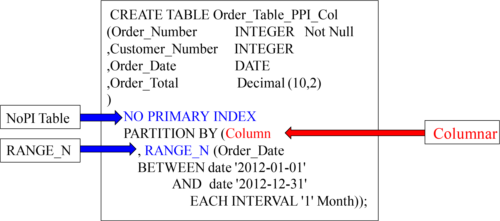 CREATE TABLE Order_Table_PPI_Col
(Order_Number INTEGER Not Null
,Customer_Number INTEGER
,Order_Date DATE
,Order_Total Decimal (10,2)
)
NoPI Table
NO PRIMARY INDEX
PARTITION BY (Column
Columnar
RANGE_N
, RANGE_N (Order_Date
BETWEEN date '2012-01-01'
AND date '2012-12-31'
EACH INTERVAL '1' Month));